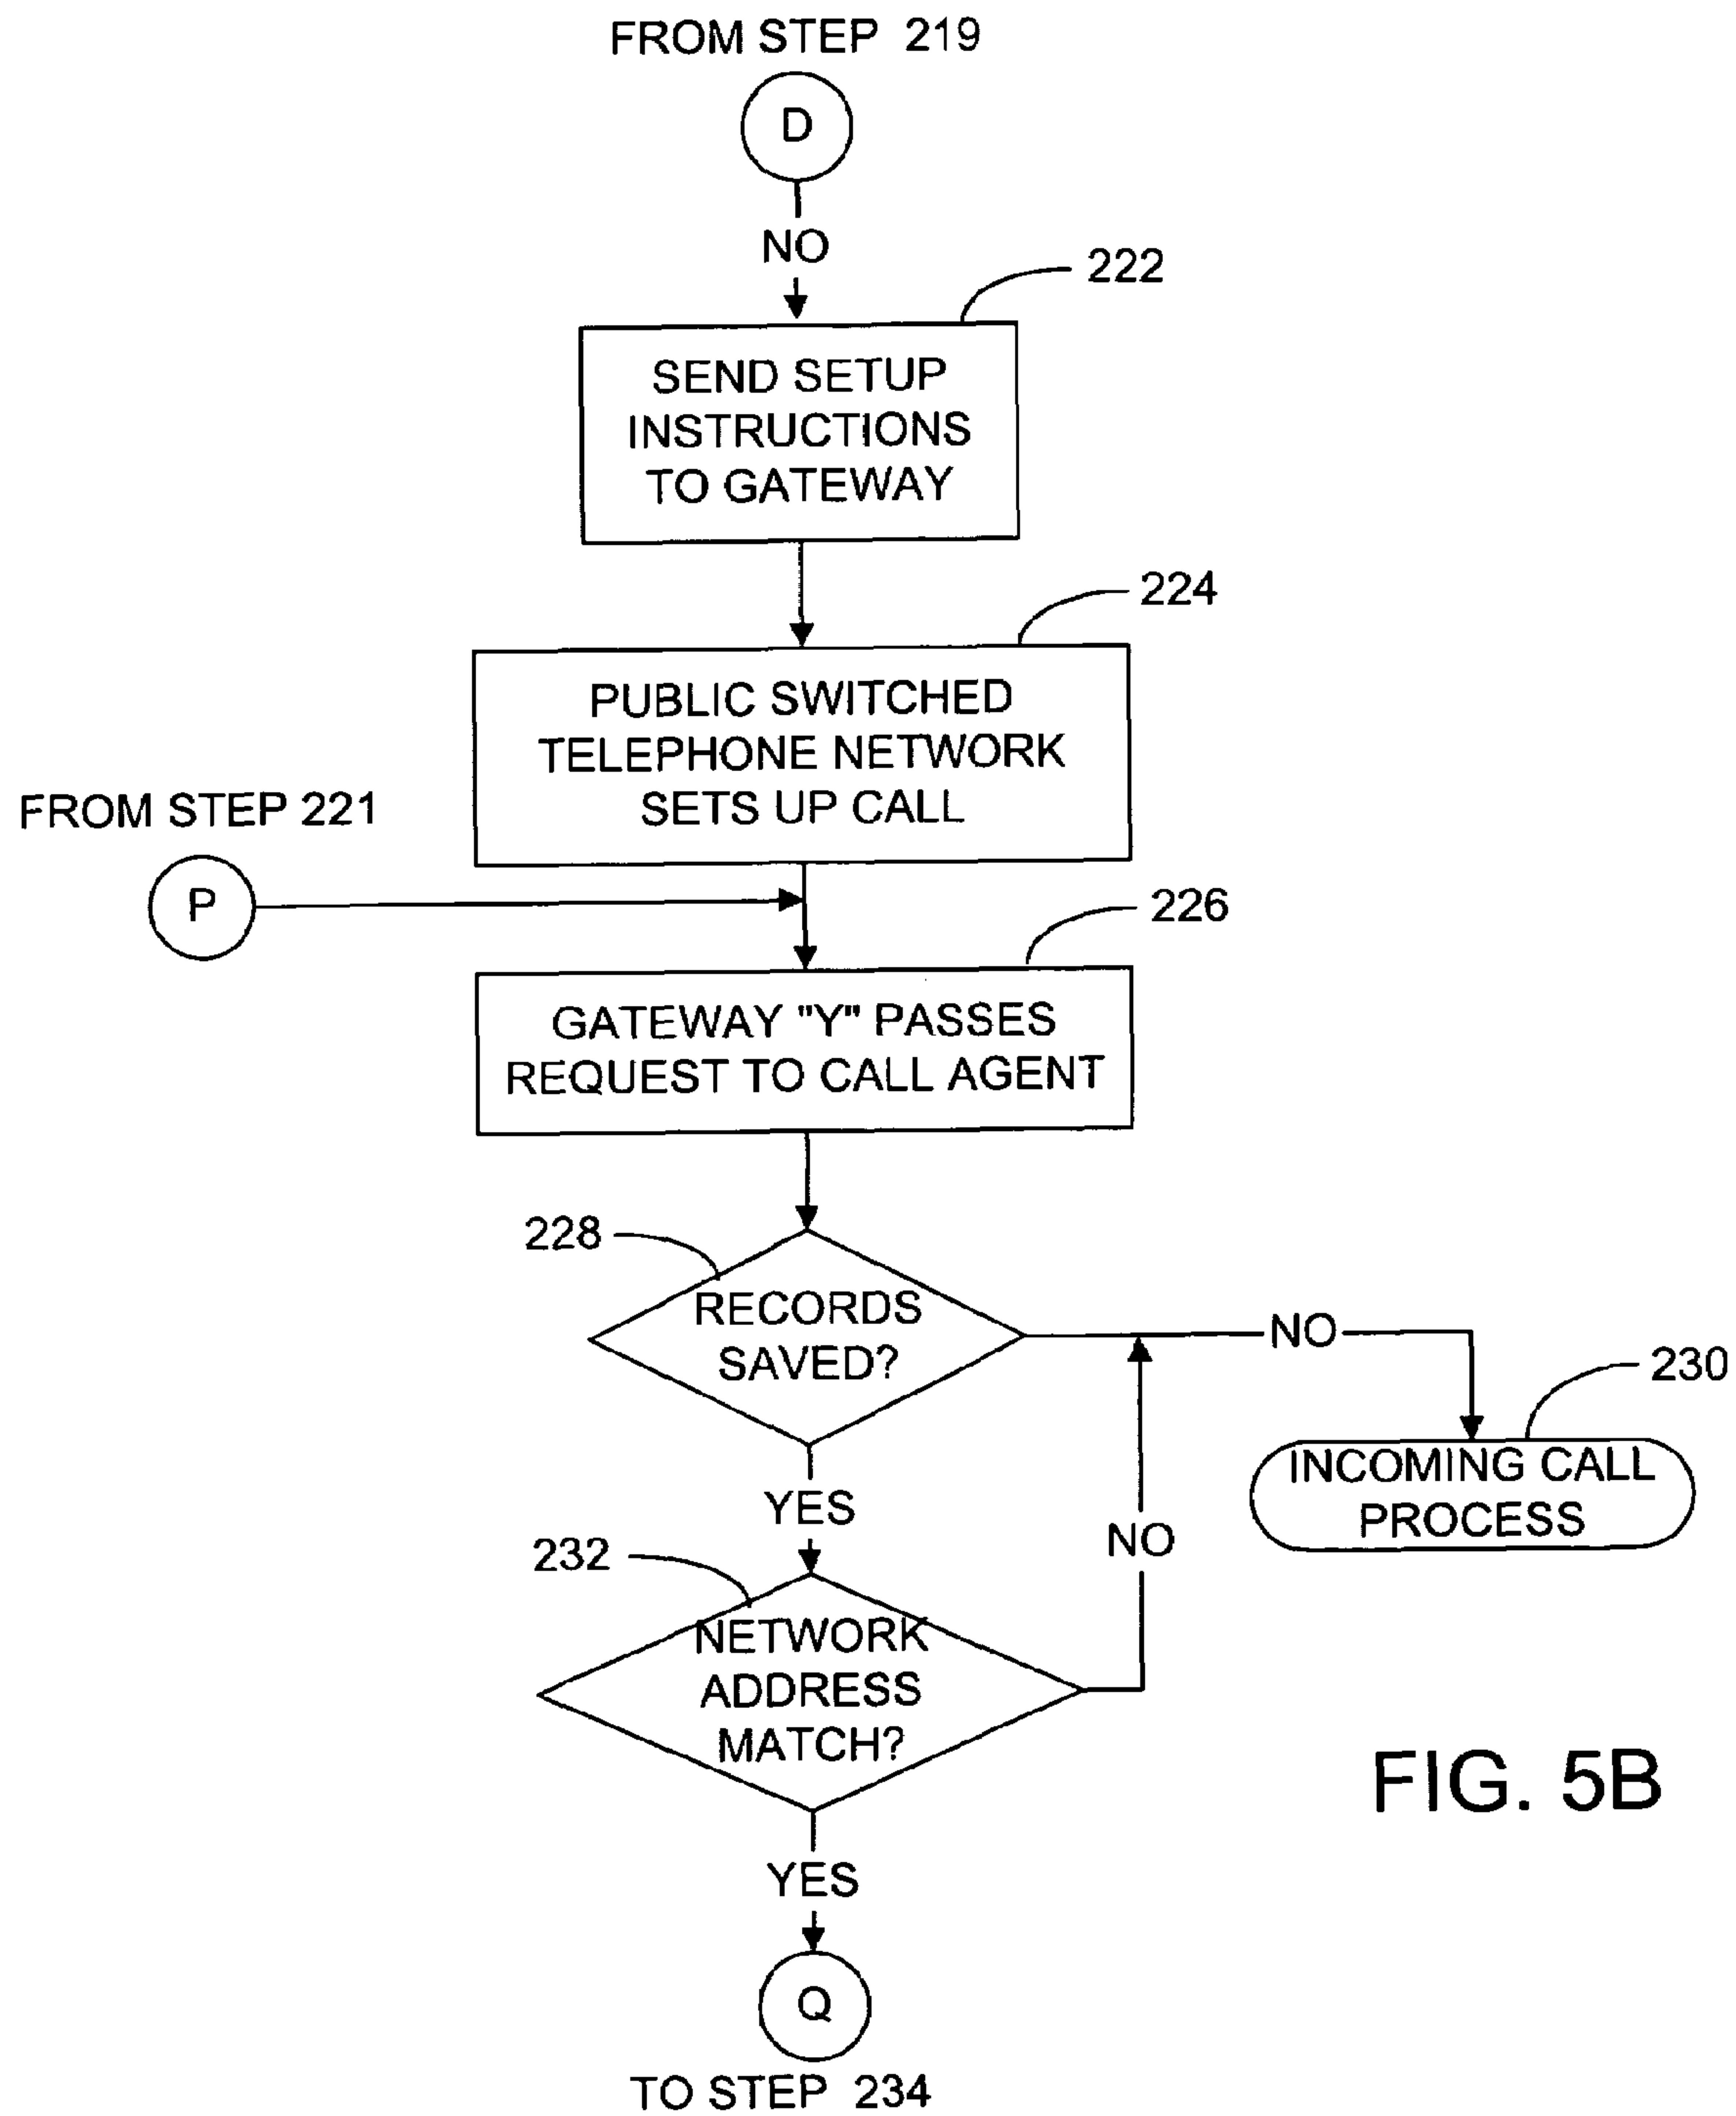 FROM STEP 219
D
NO
222
SEND SETUP
INSTRUCTIONS
TO GATEWAY
224
PUBLIC SWITCHED
TELEPHONE NETWORK
SETS UP CALL
FROM STEP 221
P
226
GATEWAY "Y" PASSES
REQUEST TO CALL AGENT
228
RECORDS
SAVED?
NO
230
INCOMING CALL
PROCESS
YES
NO
232
NETWORK
ADDRESS
MATCH?
FIG. 5B
YES
Q
TO STEP 234